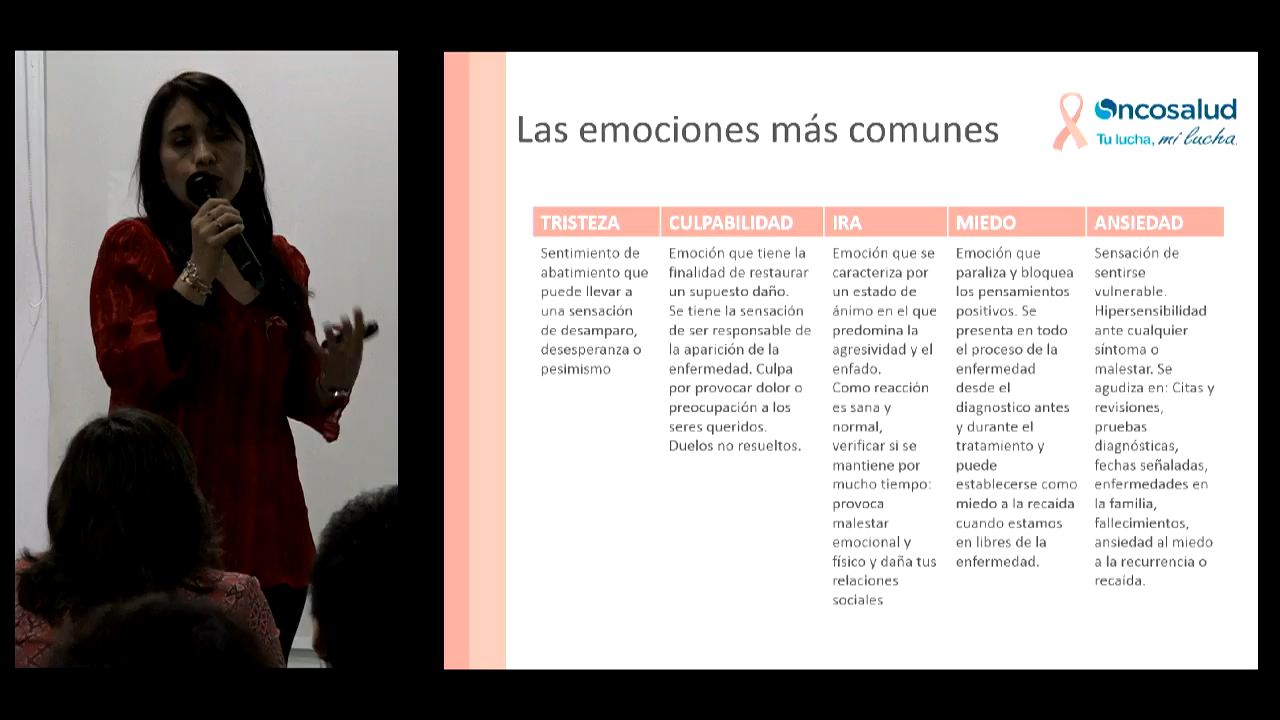 Las emociones más comunes
Oncosalud
Tu lucha, mi lucha.
TRISTEZA
Sentimiento de
abatimiento que
puede llevar a
una sensación
de desamparo,
desesperanza o
pesimismo
CULPABILIDAD
Emoción que tiene la
finalidad de restaurar
un supuesto daño.
Se tiene la sensación
de ser responsable de
la aparición de la
enfermedad. Culpa
por provocar dolor o
preocupación a los
seres queridos.
Duelos no resueltos.
IRA
Emoción que se
caracteriza por
un estado de
ánimo en el que
predomina la
agresividad y el
enfado.
Como reacción
es sana y
normal,
verificar si se
mantiene por
mucho tiempo:
provoca
malestar
emocional y
físico y daña tus
relaciones
sociales
MIEDO
Emoción que
paraliza y bloquea
los pensamientos
positivos. Se
presenta en todo
el proceso de la
enfermedad
desde el
diagnostico antes
y durante el
tratamiento y
puede
establecerse como
miedo a la recaída
cuando estamos
en libres de la
enfermedad.
ANSIEDAD
Sensación de
sentirse
vulnerable.
Hipersensibilidad
ante cualquier
síntoma o
malestar. Se
agudiza en: Citas y
revisiones,
pruebas
diagnósticas,
fechas señaladas,
enfermedades en
la familia,
fallecimientos,
ansiedad al miedo
a la recurrencia o
recaída.